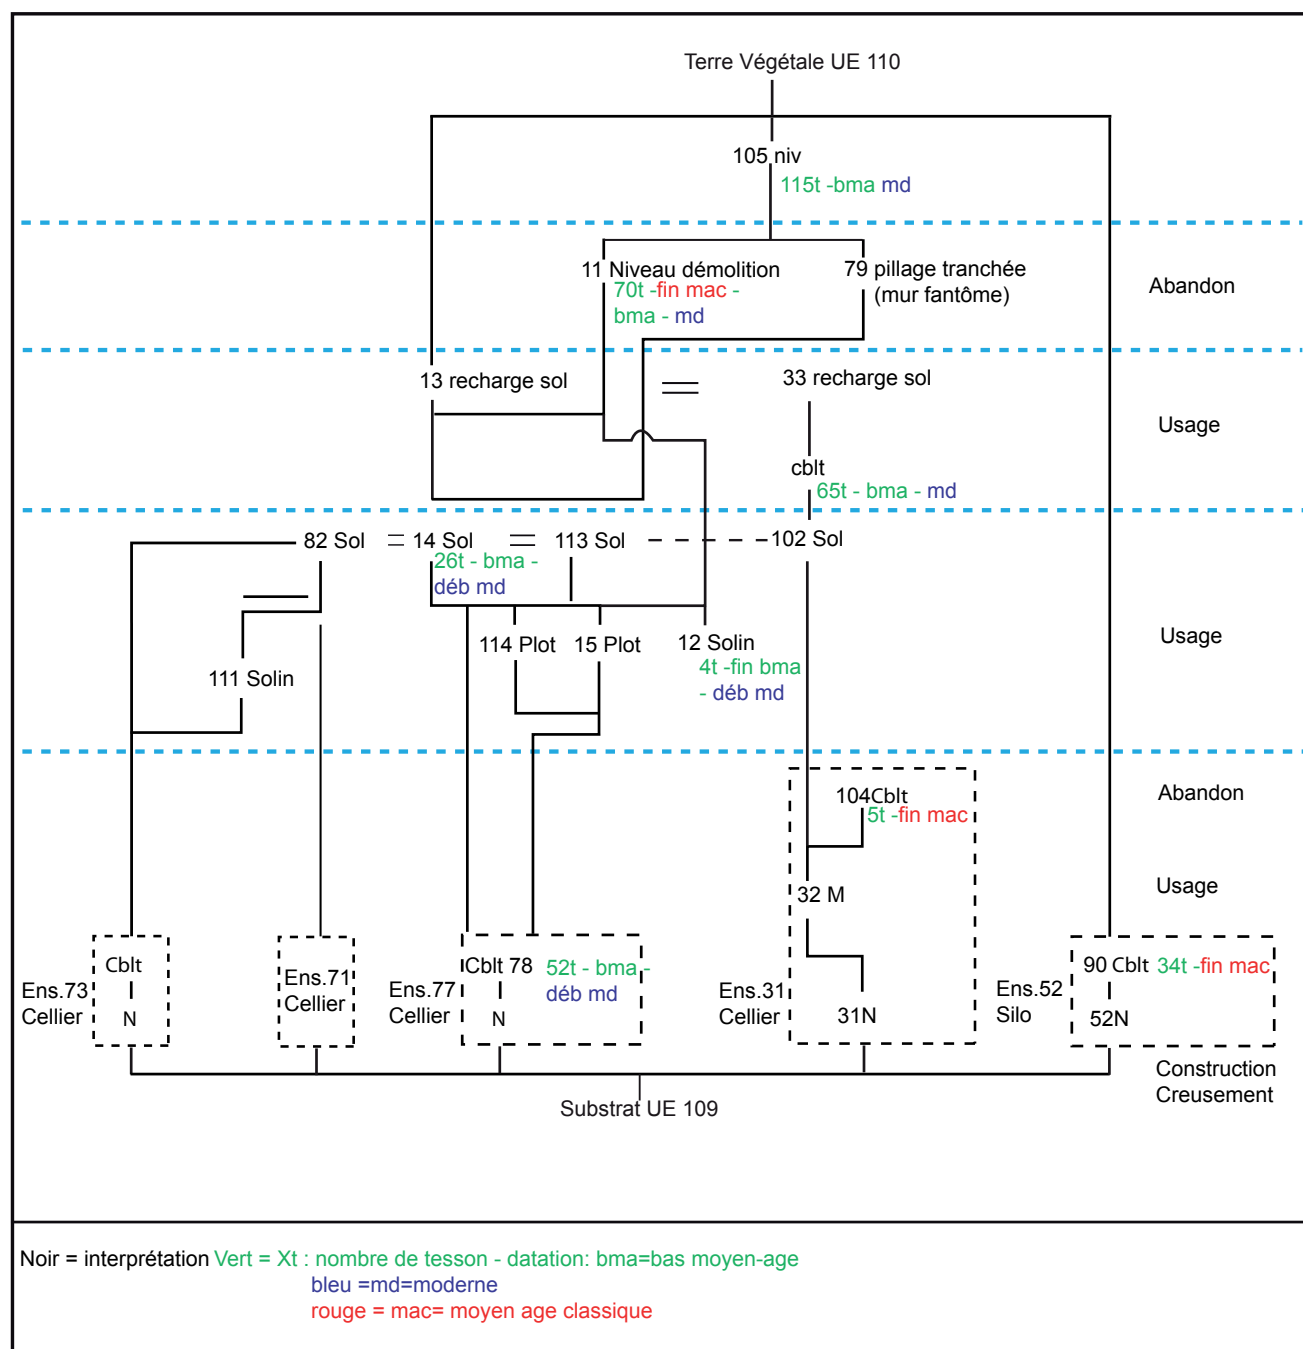 Terre Végétale UE 110
105 niv
115t -bma md
11 Niveau démolition
70t -fin mac -
bma - md
79 pillage tranchée
(mur fantôme)
Abandon
13 recharge sol
33 recharge sol
Usage
cblt
65t - bma - md
82 Sol
14 Sol
113 Sol
102 Sol
26t - bma -
déb md
114 Plot
15 Plot
12 Solin
4t -fin bma
- déb md
Usage
111 Solin
Abandon
104Cblt
5t -fin mac
Usage
32 M
Ens.73
Cellier
Cblt
N
Ens.71
Cellier
Ens.77
Cellier
Cblt 78
52t - bma -
déb md
N
Ens.31
Cellier
31N
Ens.52
Silo
90 Cblt 34t -fin mac
52N
Construction
Creusement
Substrat UE 109
Noir = interprétation Vert = Xt : nombre de tesson - datation: bma=bas moyen-age
bleu =md=moderne
rouge = mac= moyen age classique